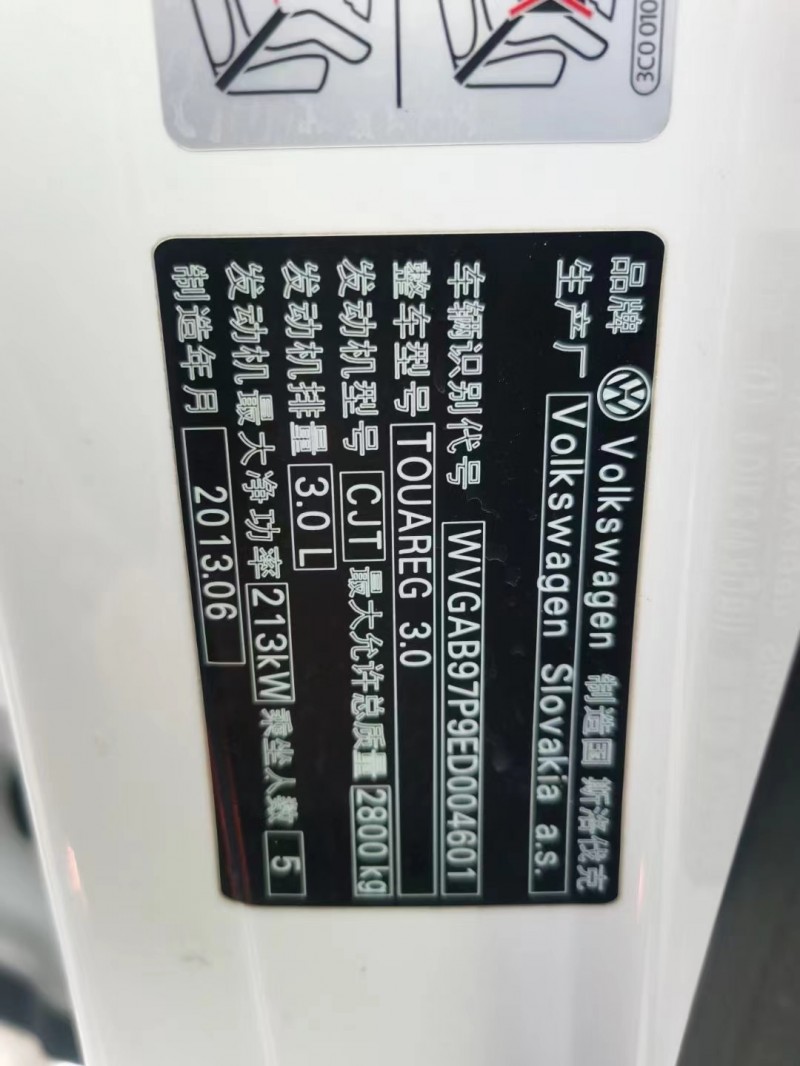 3C0 010
品牌 Volkswagen 制造国 斯洛伐克
生产厂 Volkswagen Slovakia a.s.
车辆识别代号 WVGAB97P9ED004601
整车型号 TOUAREG 3.0
发动机型号 CJT 最大允许总质量 2800 kg
发动机排量 3.0 L
发动机最大净功率 213kW 乘坐人数 5
制造年月 2013.06